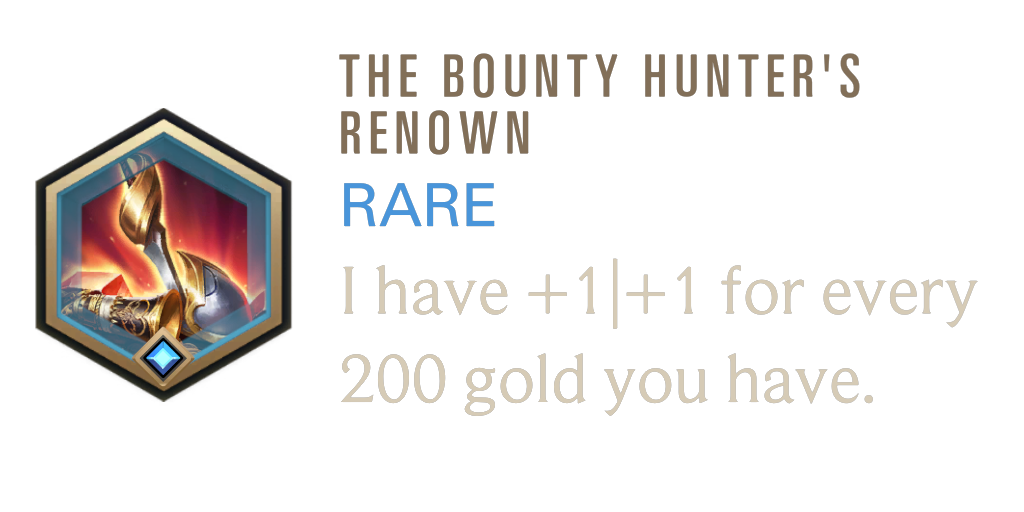 THE BOUNTY HUNTER'S
RENOWN
RARE
I have +1|+1 for every
200 gold you have.